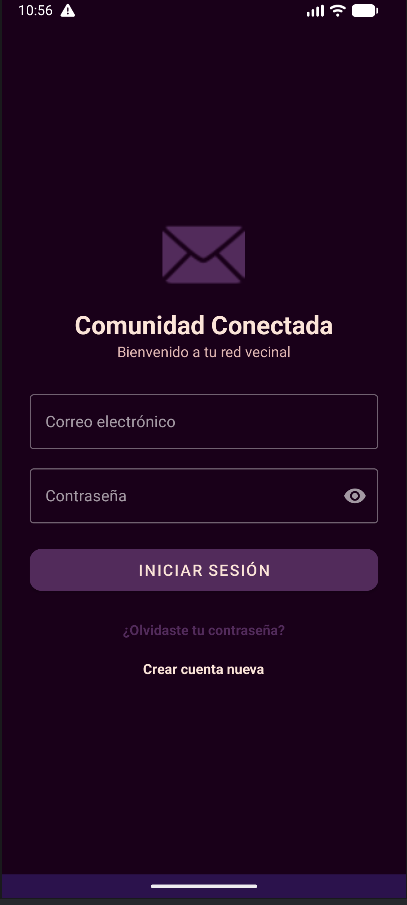 10:56
Comunidad Conectada
Bienvenido a tu red vecinal
Correo electrónico
Contraseña
INICIAR SESIÓN
¿Olvidaste tu contraseña?
Crear cuenta nueva